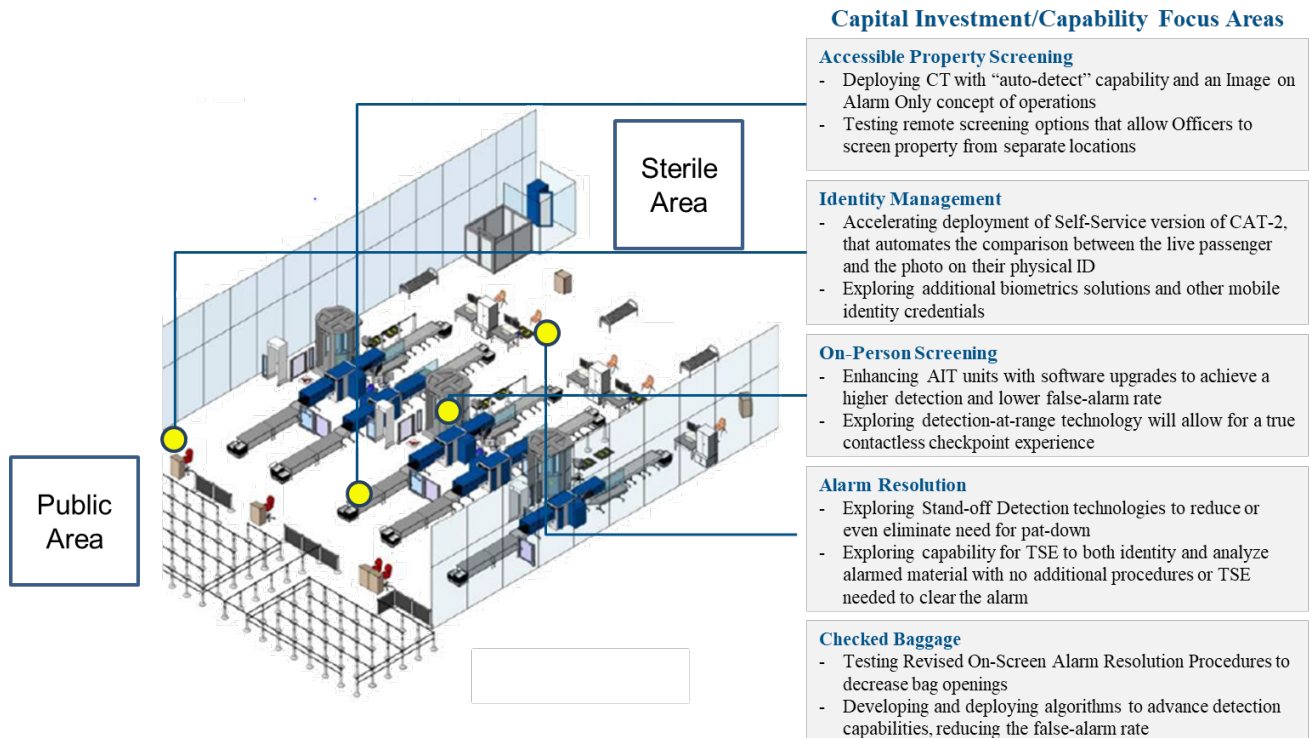 Capital Investment/Capability Focus Areas
Accessible Property Screening
- Deploying CT with “auto-detect” capability and an Image on
Alarm Only concept of operations
- Testing remote screening options that allow Officers to
screen property from separate locations
Sterile
Area
Identity Management
- Accelerating deployment of Self-Service version of CAT-2,
that automates the comparison between the live passenger
and the photo on their physical ID
- Exploring additional biometrics solutions and other mobile
identity credentials
On-Person Screening
- Enhancing AIT units with software upgrades to achieve a
higher detection and lower false-alarm rate
- Exploring detection-at-range technology will allow for a true
contactless checkpoint experience
Public
Area
Alarm Resolution
- Exploring Stand-off Detection technologies to reduce or
even eliminate need for pat-down
- Exploring capability for TSE to both identity and analyze
alarmed material with no additional procedures or TSE
needed to clear the alarm
Checked Baggage
- Testing Revised On-Screen Alarm Resolution Procedures to
decrease bag openings
- Developing and deploying algorithms to advance detection
capabilities, reducing the false-alarm rate